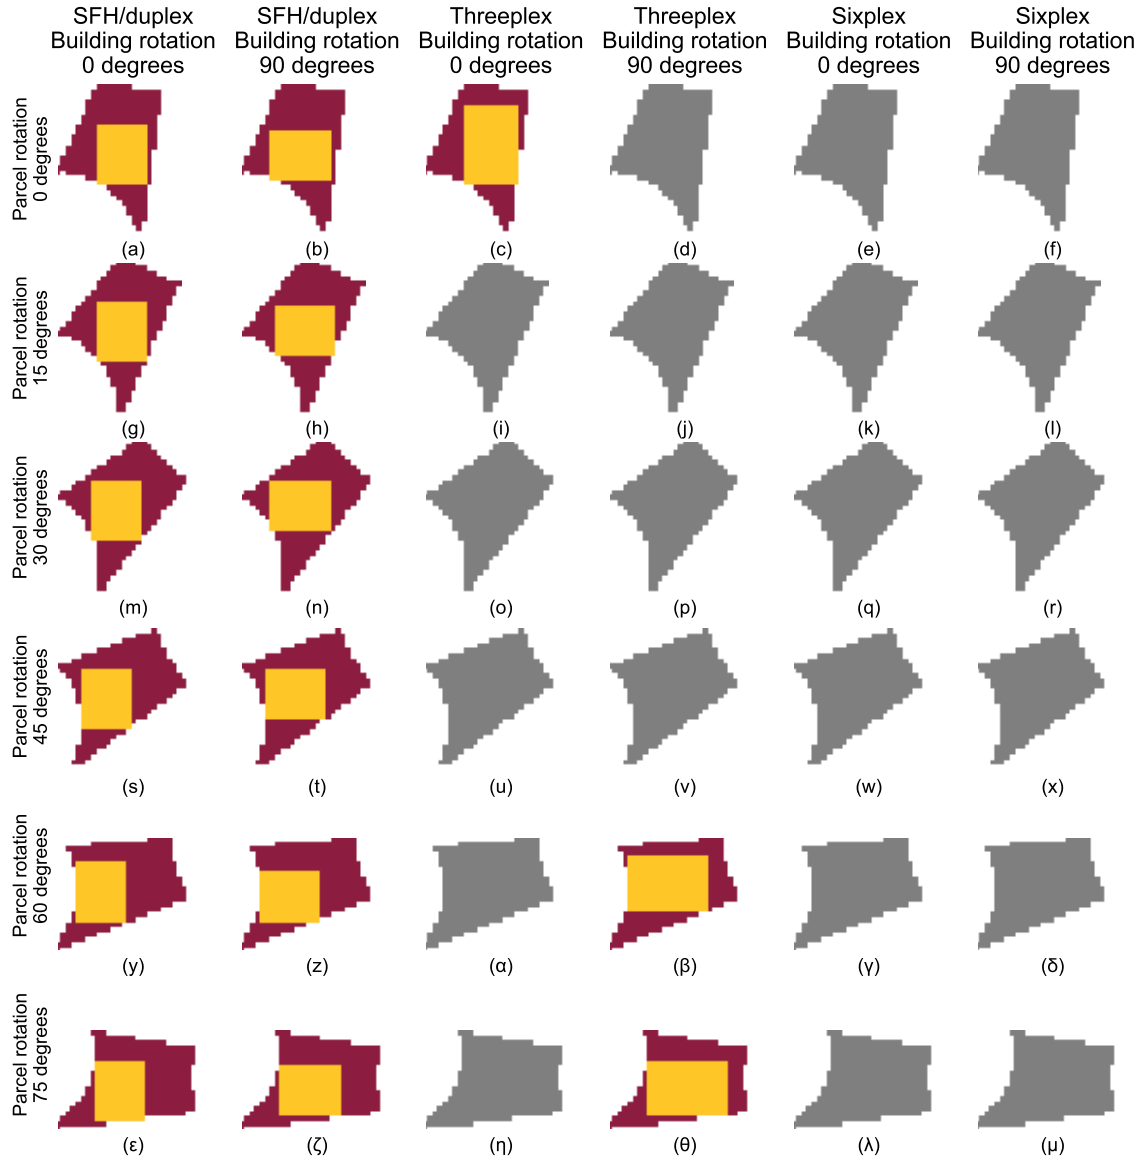 SFH/duplex
Building rotation
0 degrees
SFH/duplex
Building rotation
90 degrees
Threeplex
Building rotation
0 degrees
Threeplex
Building rotation
90 degrees
Sixplex
Building rotation
0 degrees
Sixplex
Building rotation
90 degrees
Parcel rotation
0 degrees
(a)
(b)
(c)
(d)
(e)
(f)
Parcel rotation
15 degrees
(g)
(h)
(i)
(j)
(k)
(l)
Parcel rotation
30 degrees
(m)
(n)
(o)
(p)
(q)
(r)
Parcel rotation
45 degrees
(s)
(t)
(u)
(v)
(w)
(x)
Parcel rotation
60 degrees
(y)
(z)
(α)
(β)
(γ)
(δ)
Parcel rotation
75 degrees
(ε)
(ζ)
(η)
(θ)
(λ)
(μ)